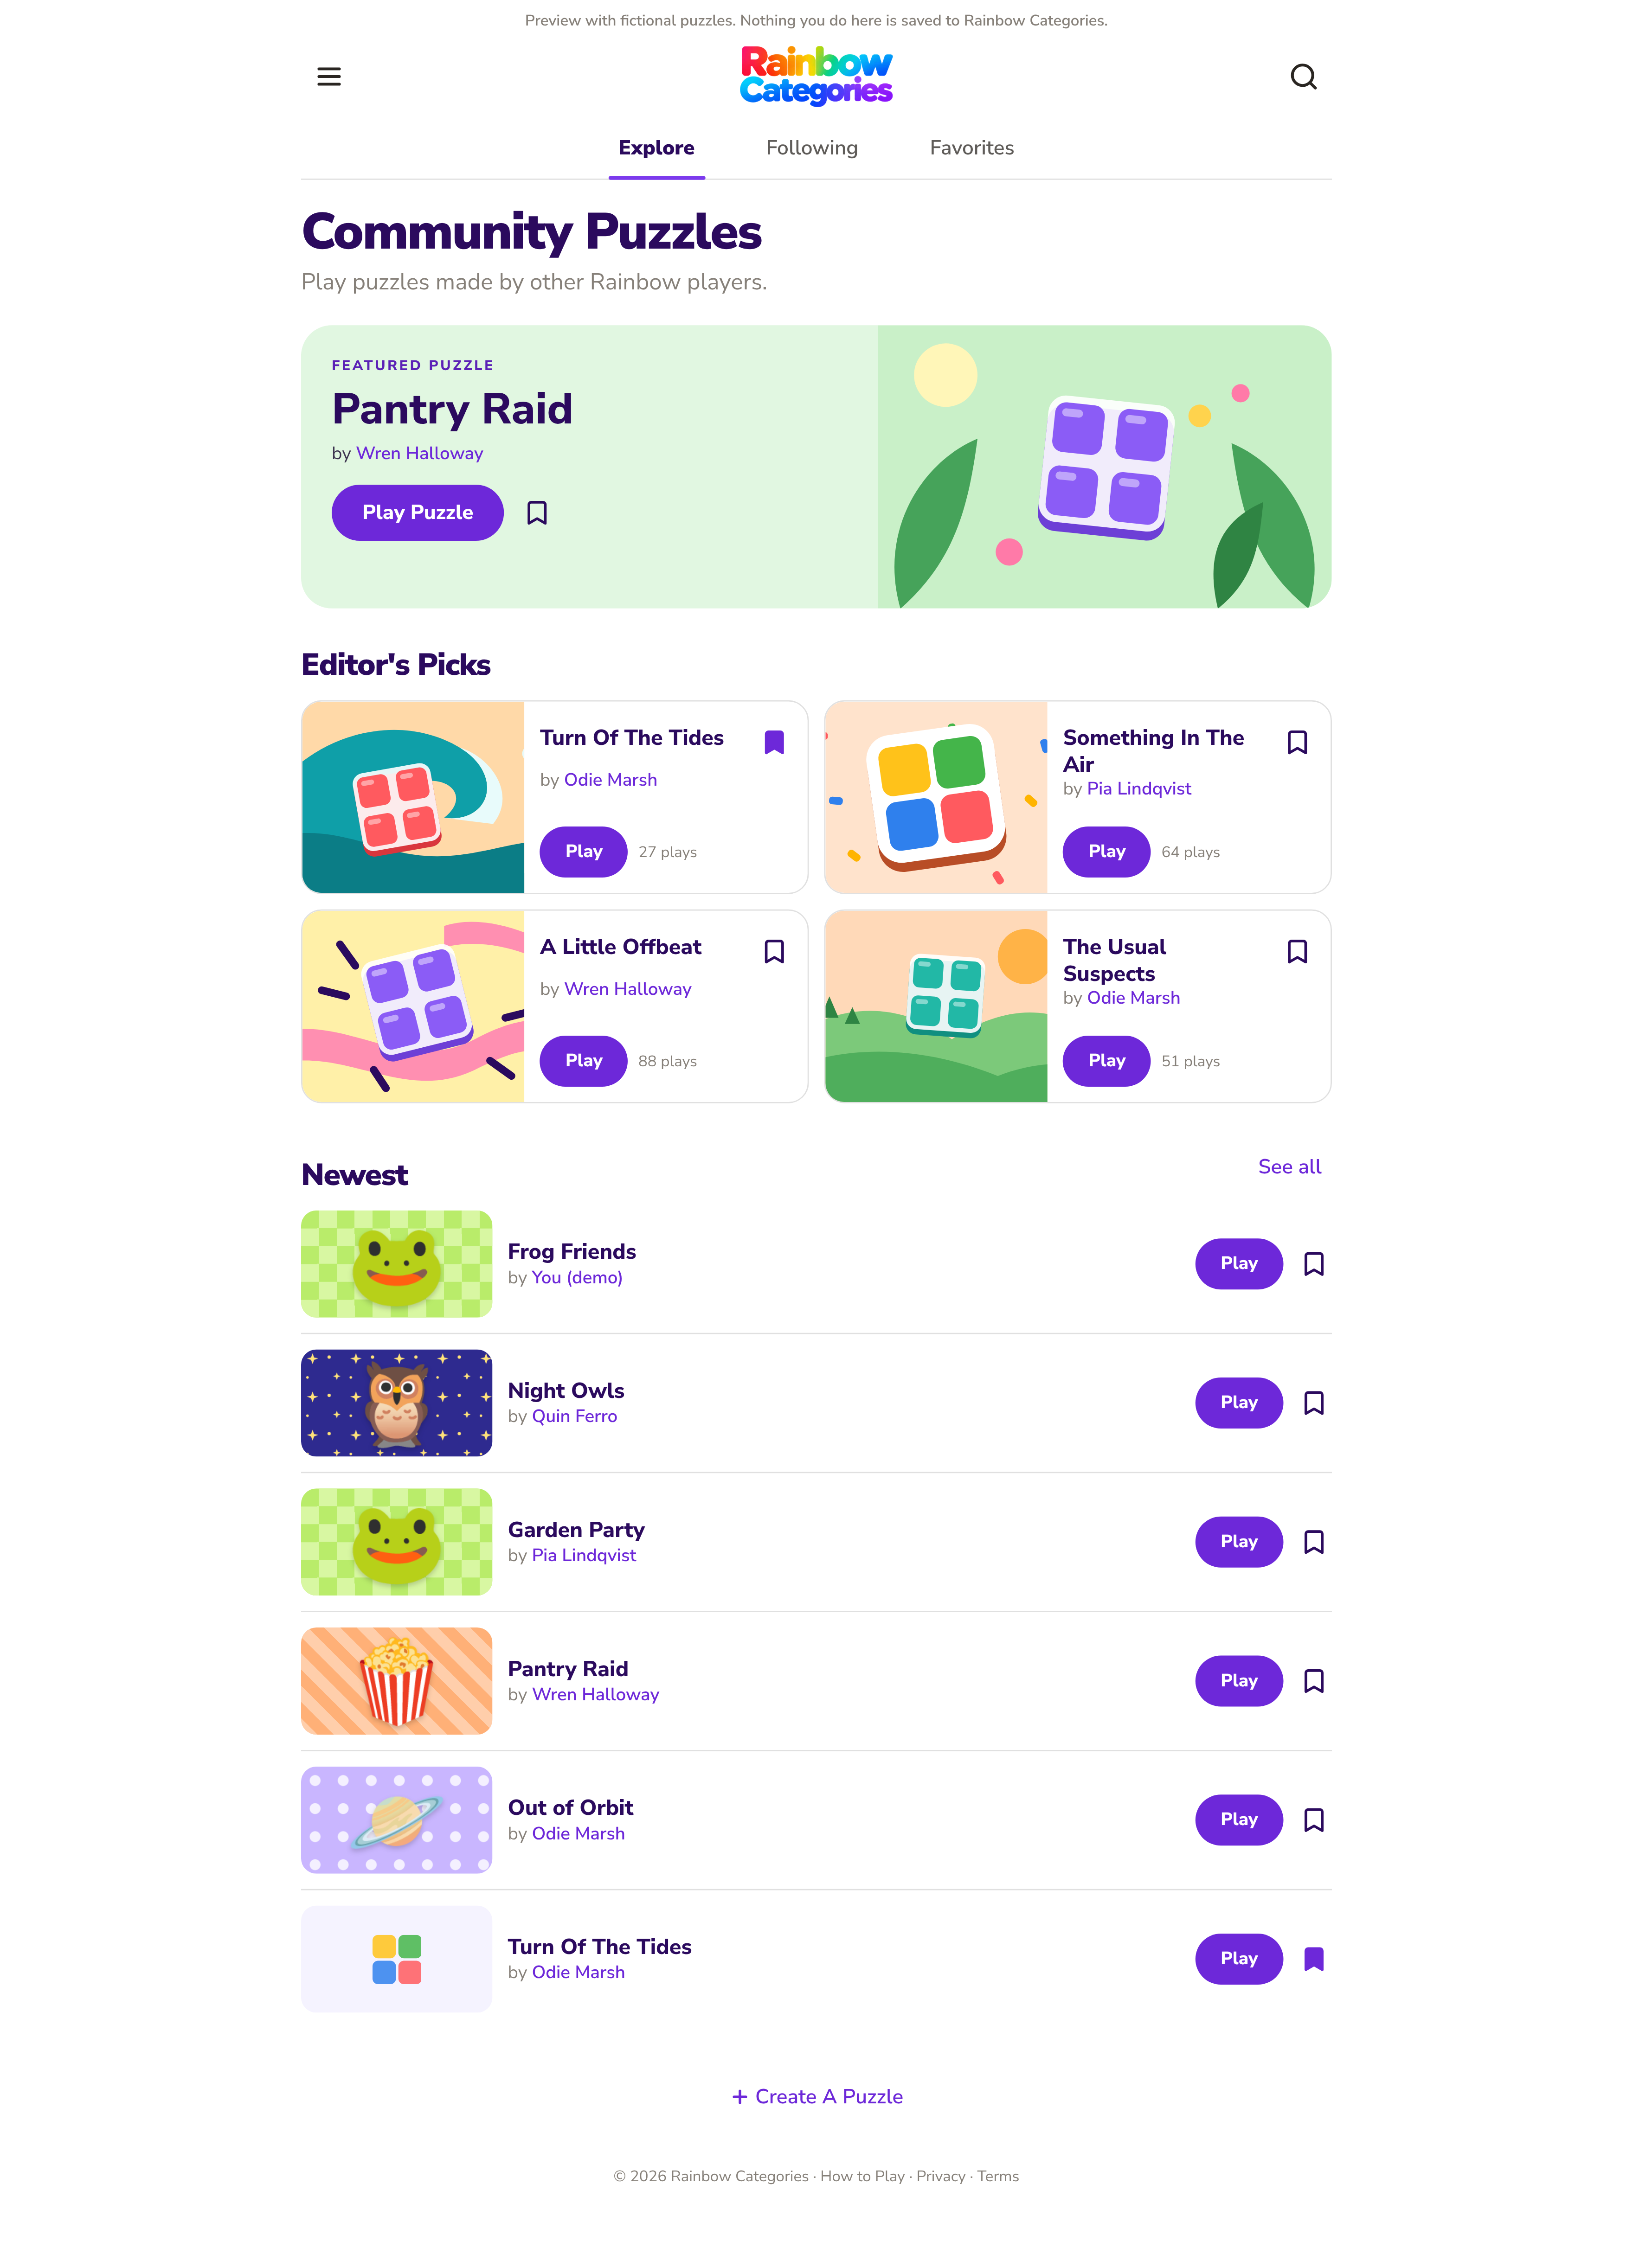 Preview with fictional puzzles. Nothing you do here is saved to Rainbow Categories.
Rainbow
Categories
Explore
Following
Favorites
Community Puzzles
Play puzzles made by other Rainbow players.
FEATURED PUZZLE
Pantry Raid
by Wren Halloway
Play Puzzle
Editor's Picks
Turn Of The Tides
by Odie Marsh
Play
27 plays
Something In The
Air
by Pia Lindqvist
Play
64 plays
A Little Offbeat
by Wren Halloway
Play
88 plays
The Usual
Suspects
by Odie Marsh
Play
51 plays
Newest
See all
Frog Friends
by You (demo)
Play
Night Owls
by Quin Ferro
Play
Garden Party
by Pia Lindqvist
Play
Pantry Raid
by Wren Halloway
Play
Out of Orbit
by Odie Marsh
Play
Turn Of The Tides
by Odie Marsh
Play
+ Create A Puzzle
© 2026 Rainbow Categories · How to Play · Privacy · Terms